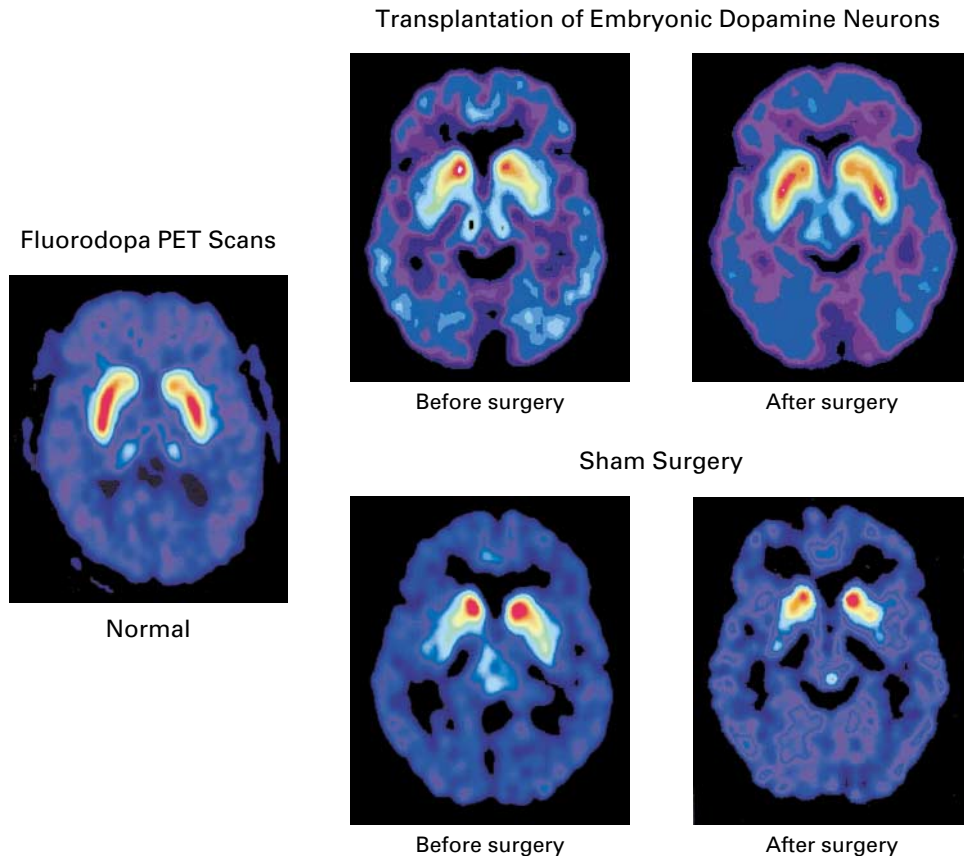 Transplantation of Embryonic Dopamine Neurons
Before surgery
After surgery
Fluorodopa PET Scans
Normal
Sham Surgery
Before surgery
After surgery